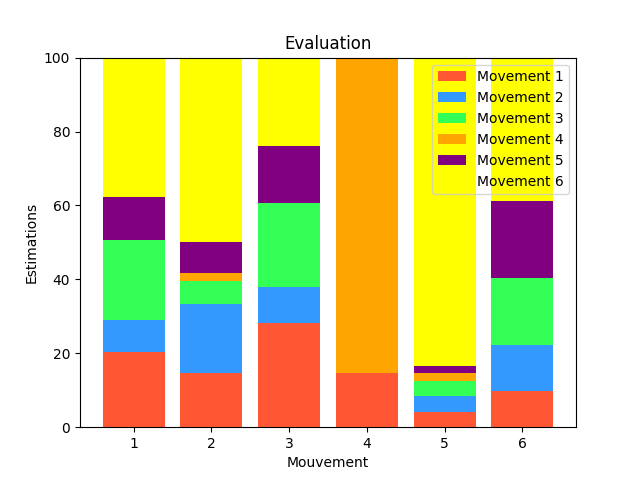 Evaluation
100
80
60
40
20
0
Estimations
1 2 3 4 5 6
Mouvement
Movement 1
Movement 2
Movement 3
Movement 4
Movement 5
Movement 6